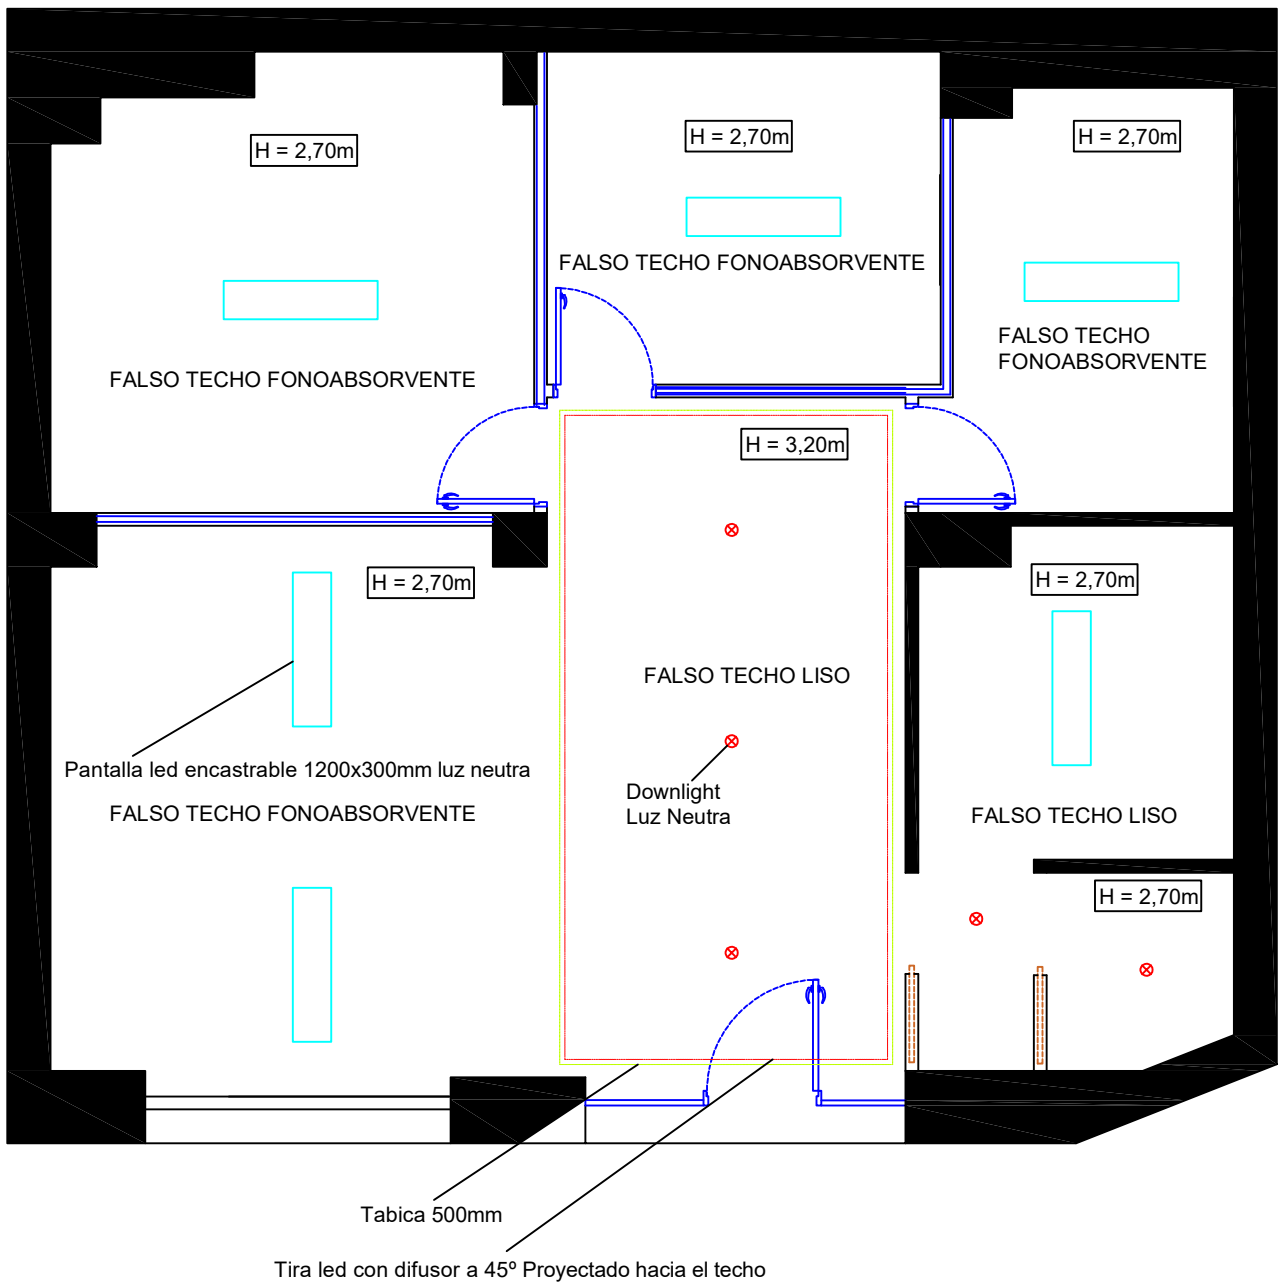 H = 2,70m
H = 2,70m
H = 2,70m
FALSO TECHO FONOABSORVENTE
FALSO TECHO
FONOABSORVENTE
FALSO TECHO FONOABSORVENTE
H = 3,20m
H = 2,70m
H = 2,70m
FALSO TECHO LISO
Pantalla led encastrable 1200x300mm luz neutra
Downlight
Luz Neutra
FALSO TECHO FONOABSORVENTE
FALSO TECHO LISO
H = 2,70m
Tabica 500mm
Tira led con difusor a 45º Proyectado hacia el techo